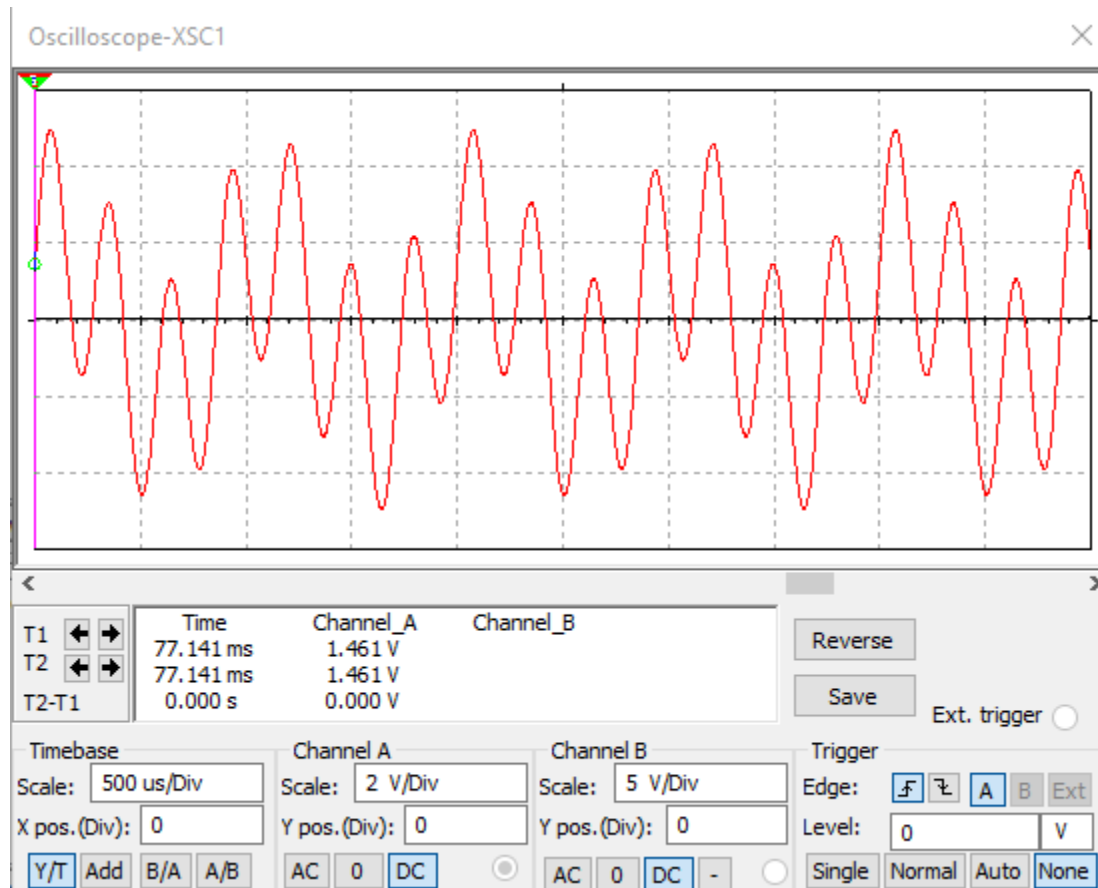 Oscilloscope-XSC1
Time Channel_A Channel_B
T1 77.141 ms 1.461 V
T2 77.141 ms 1.461 V
T2-T1 0.000 s 0.000 V
Reverse
Save
Ext. trigger
Timebase
Scale: 500 us/Div
X pos.(Div): 0
Y/T Add B/A A/B
Channel A
Scale: 2 V/Div
Y pos.(Div): 0
AC 0 DC
Channel B
Scale: 5 V/Div
Y pos.(Div): 0
AC 0 DC -
Trigger
Edge: A B Ext
Level: 0 V
Single Normal Auto None